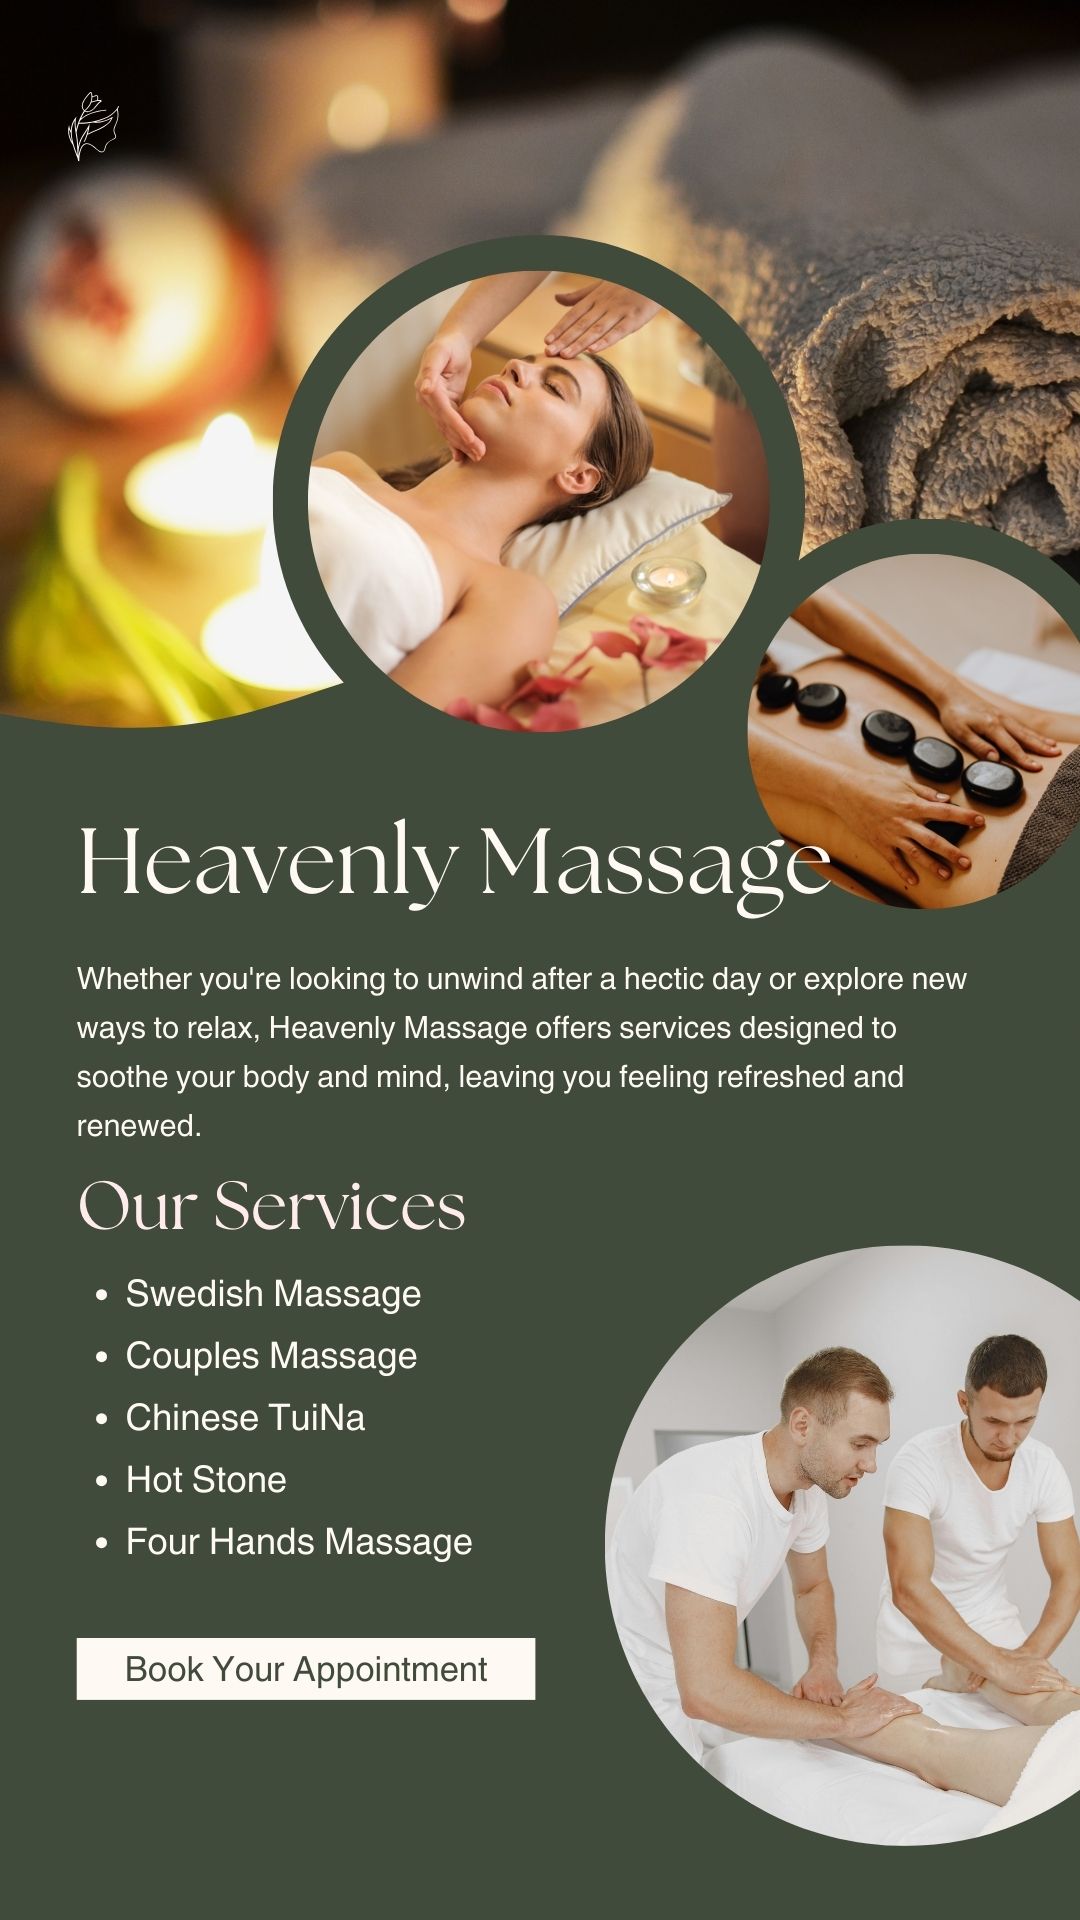 Heavenly Massage
Whether you're looking to unwind after a hectic day or explore new
ways to relax, Heavenly Massage offers services designed to
soothe your body and mind, leaving you feeling refreshed and
renewed.
Our Services
• Swedish Massage
• Couples Massage
• Chinese TuiNa
• Hot Stone
• Four Hands Massage
Book Your Appointment